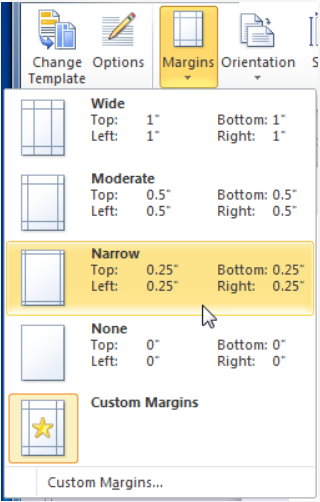 Change Template
Options
Margins
Orientation
S
Wide
Top: 1" Bottom: 1"
Left: 1" Right: 1"
Moderate
Top: 0.5" Bottom: 0.5"
Left: 0.5" Right: 0.5"
Narrow
Top: 0.25" Bottom: 0.25"
Left: 0.25" Right: 0.25"
None
Top: 0" Bottom: 0"
Left: 0" Right: 0"
Custom Margins
Custom Margins...